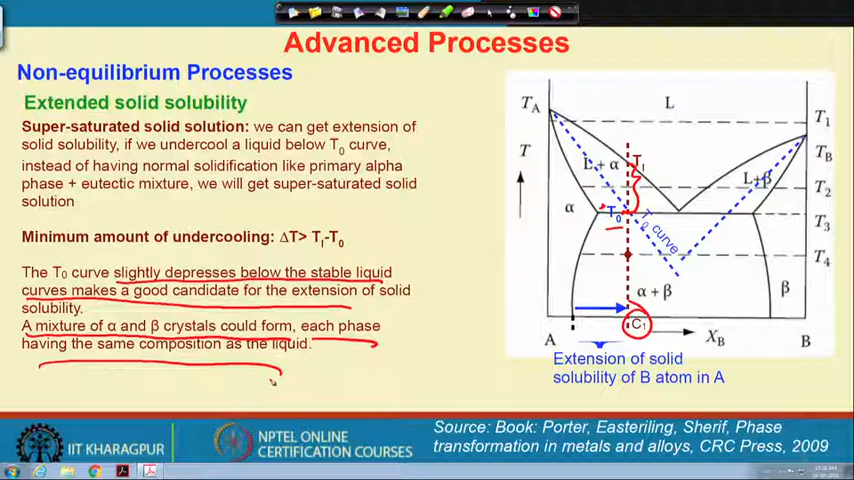 Advanced Processes
Non-equilibrium Processes
Extended solid solubility
Super-saturated solid solution: we can get extension of
solid solubility, if we undercool a liquid below T0 curve,
instead of having normal solidification like primary alpha
phase + eutectic mixture, we will get super-saturated solid
solution
Minimum amount of undercooling: ΔT> Tl-T0
The T0 curve slightly depresses below the stable liquid
curves makes a good candidate for the extension of solid
solubility.
A mixture of α and β crystals could form, each phase
having the same composition as the liquid.
TA
L
T1
TB
T
L + α
Tl
L+β
T2
α
T0
T0 curve
T3
T4
α + β
β
C1
A
XB
B
Extension of solid
solubility of B atom in A
IIT KHARAGPUR
NPTEL ONLINE
CERTIFICATION COURSES
Source: Book: Porter, Easteriling, Sherif, Phase
transformation in metals and alloys, CRC Press, 2009